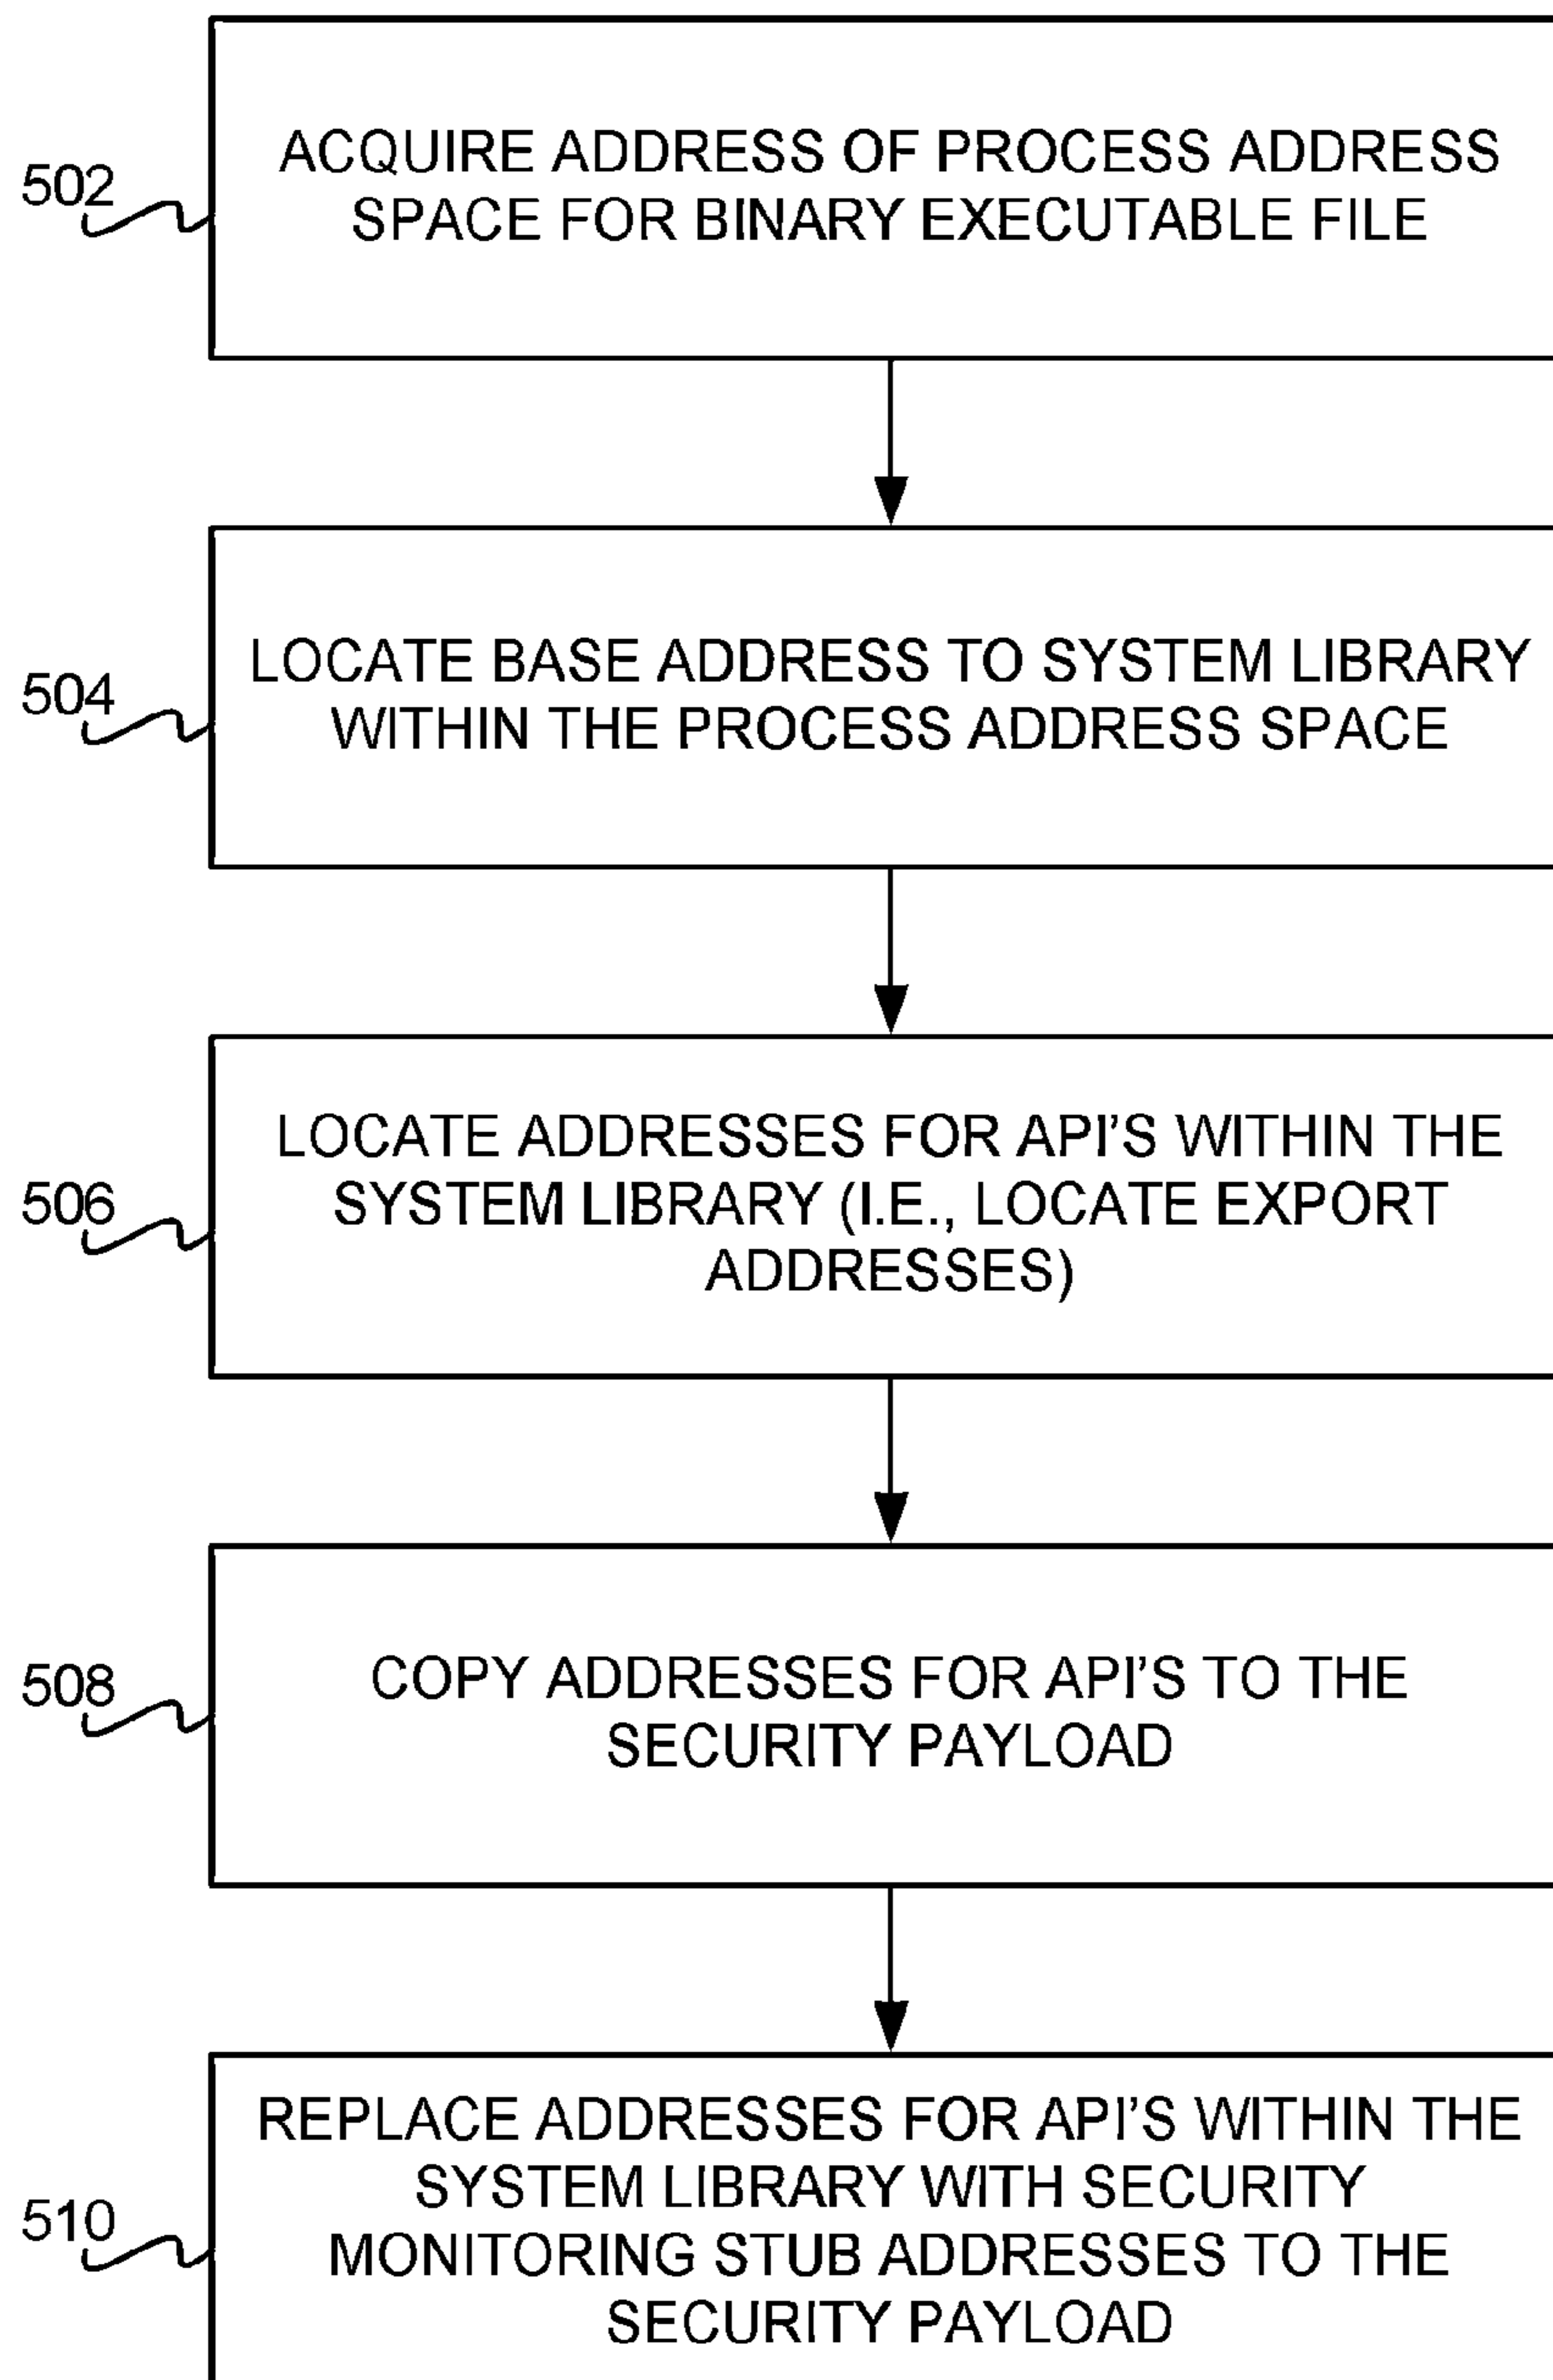 502
ACQUIRE ADDRESS OF PROCESS ADDRESS
SPACE FOR BINARY EXECUTABLE FILE
504
LOCATE BASE ADDRESS TO SYSTEM LIBRARY
WITHIN THE PROCESS ADDRESS SPACE
506
LOCATE ADDRESSES FOR API'S WITHIN THE
SYSTEM LIBRARY (I.E., LOCATE EXPORT
ADDRESSES)
508
COPY ADDRESSES FOR API'S TO THE
SECURITY PAYLOAD
510
REPLACE ADDRESSES FOR API'S WITHIN THE
SYSTEM LIBRARY WITH SECURITY
MONITORING STUB ADDRESSES TO THE
SECURITY PAYLOAD